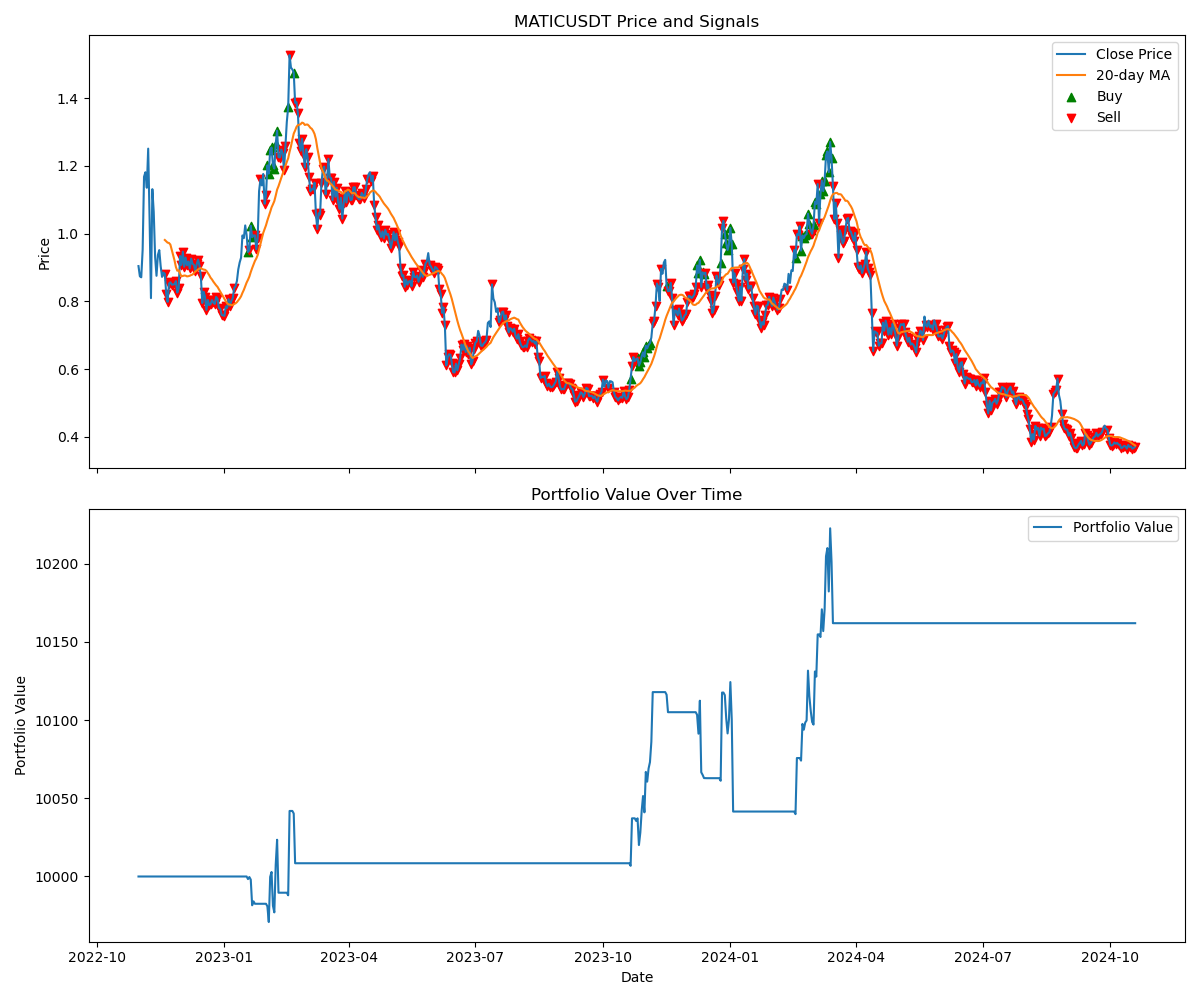 MATICUSDT Price and Signals
Close Price
20-day MA
Buy
Sell
Price
1.4
1.2
1.0
0.8
0.6
0.4
Portfolio Value Over Time
Portfolio Value
Portfolio Value
10200
10150
10100
10050
10000
2022-10 2023-01 2023-04 2023-07 2023-10 2024-01 2024-04 2024-07 2024-10
Date